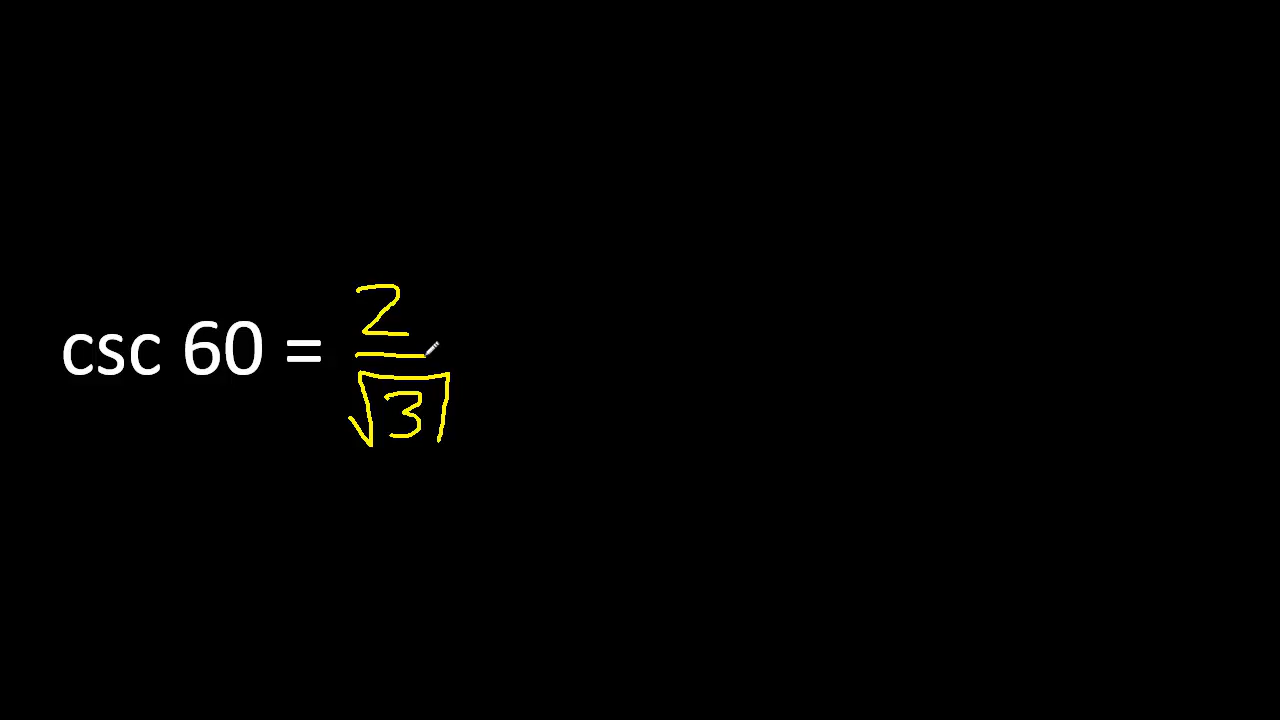 csc 60 = 2/√3